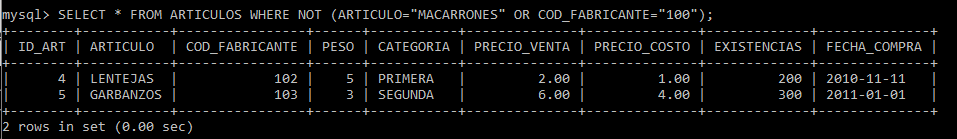 mysql> SELECT * FROM ARTICULOS WHERE NOT (ARTICULO="MACARRONES" OR COD_FABRICANTE="100");
+--------+-----------+----------------+------+-----------+--------------+--------------+-------------+--------------+
| ID_ART | ARTICULO | COD_FABRICANTE | PESO | CATEGORIA | PRECIO_VENTA | PRECIO_COSTO | EXISTENCIAS | FECHA_COMPRA |
+--------+-----------+----------------+------+-----------+--------------+--------------+-------------+--------------+
| 4 | LENTEJAS | 102 | 5 | PRIMERA | 2.00 | 1.00 | 200 | 2010-11-11 |
| 5 | GARBANZOS | 103 | 3 | SEGUNDA | 6.00 | 4.00 | 300 | 2011-01-01 |
+--------+-----------+----------------+------+-----------+--------------+--------------+-------------+--------------+
2 rows in set (0.00 sec)